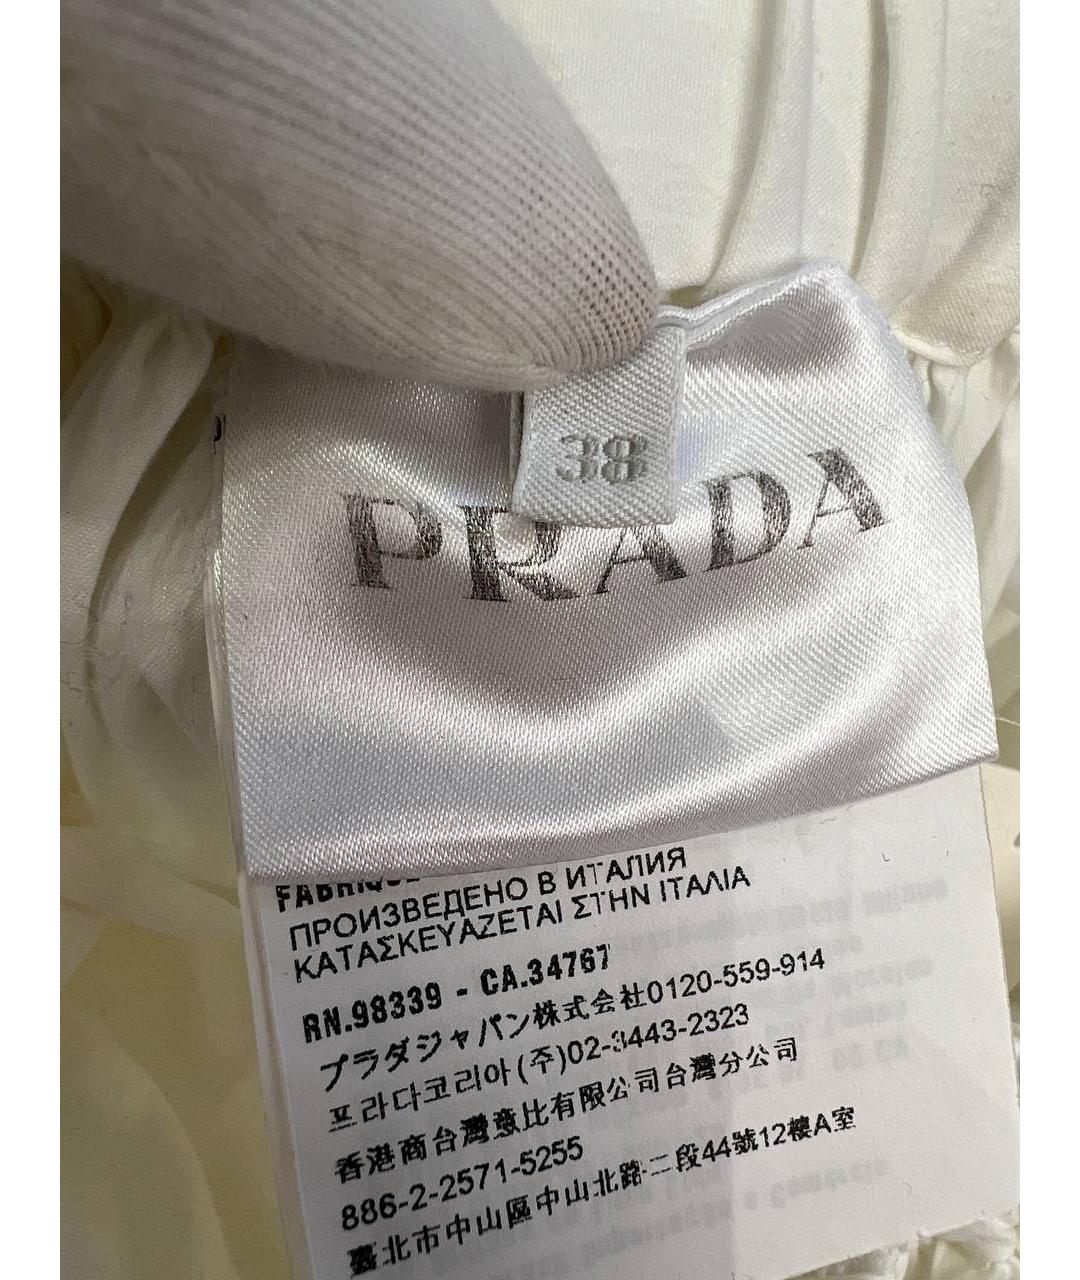 38
PRADA
ПРОИЗВЕДЕНО В ИТАЛИЯ
ΚΑΤΑΣΚΕΥΑΖΕΤΑΙ ΣΤΗΝ ΙΤΑΛΙΑ
RN.98339 - CA.34767
プラダジャパン株式会社0120-559-914
프라다코리아(주)02-3443-2323
香港商台灣意比有限公司台灣分公司
886-2-2571-5255
臺北市中山區中山北路二段44號12樓A室